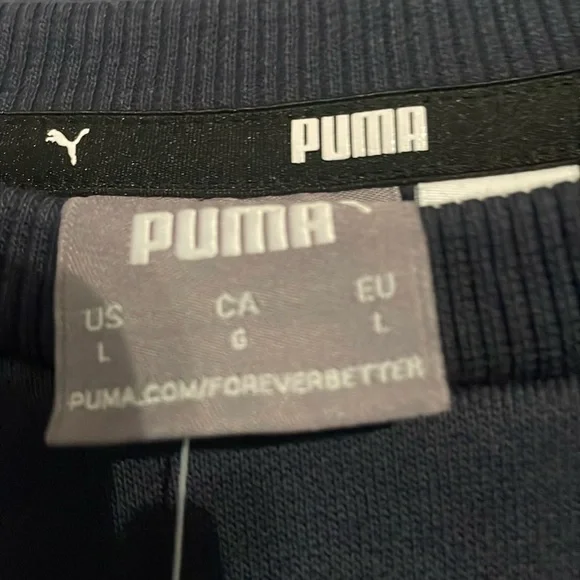 PUMA
PUMA
US CA EU
L G L
PUMA.COM/FOREVERBETTER